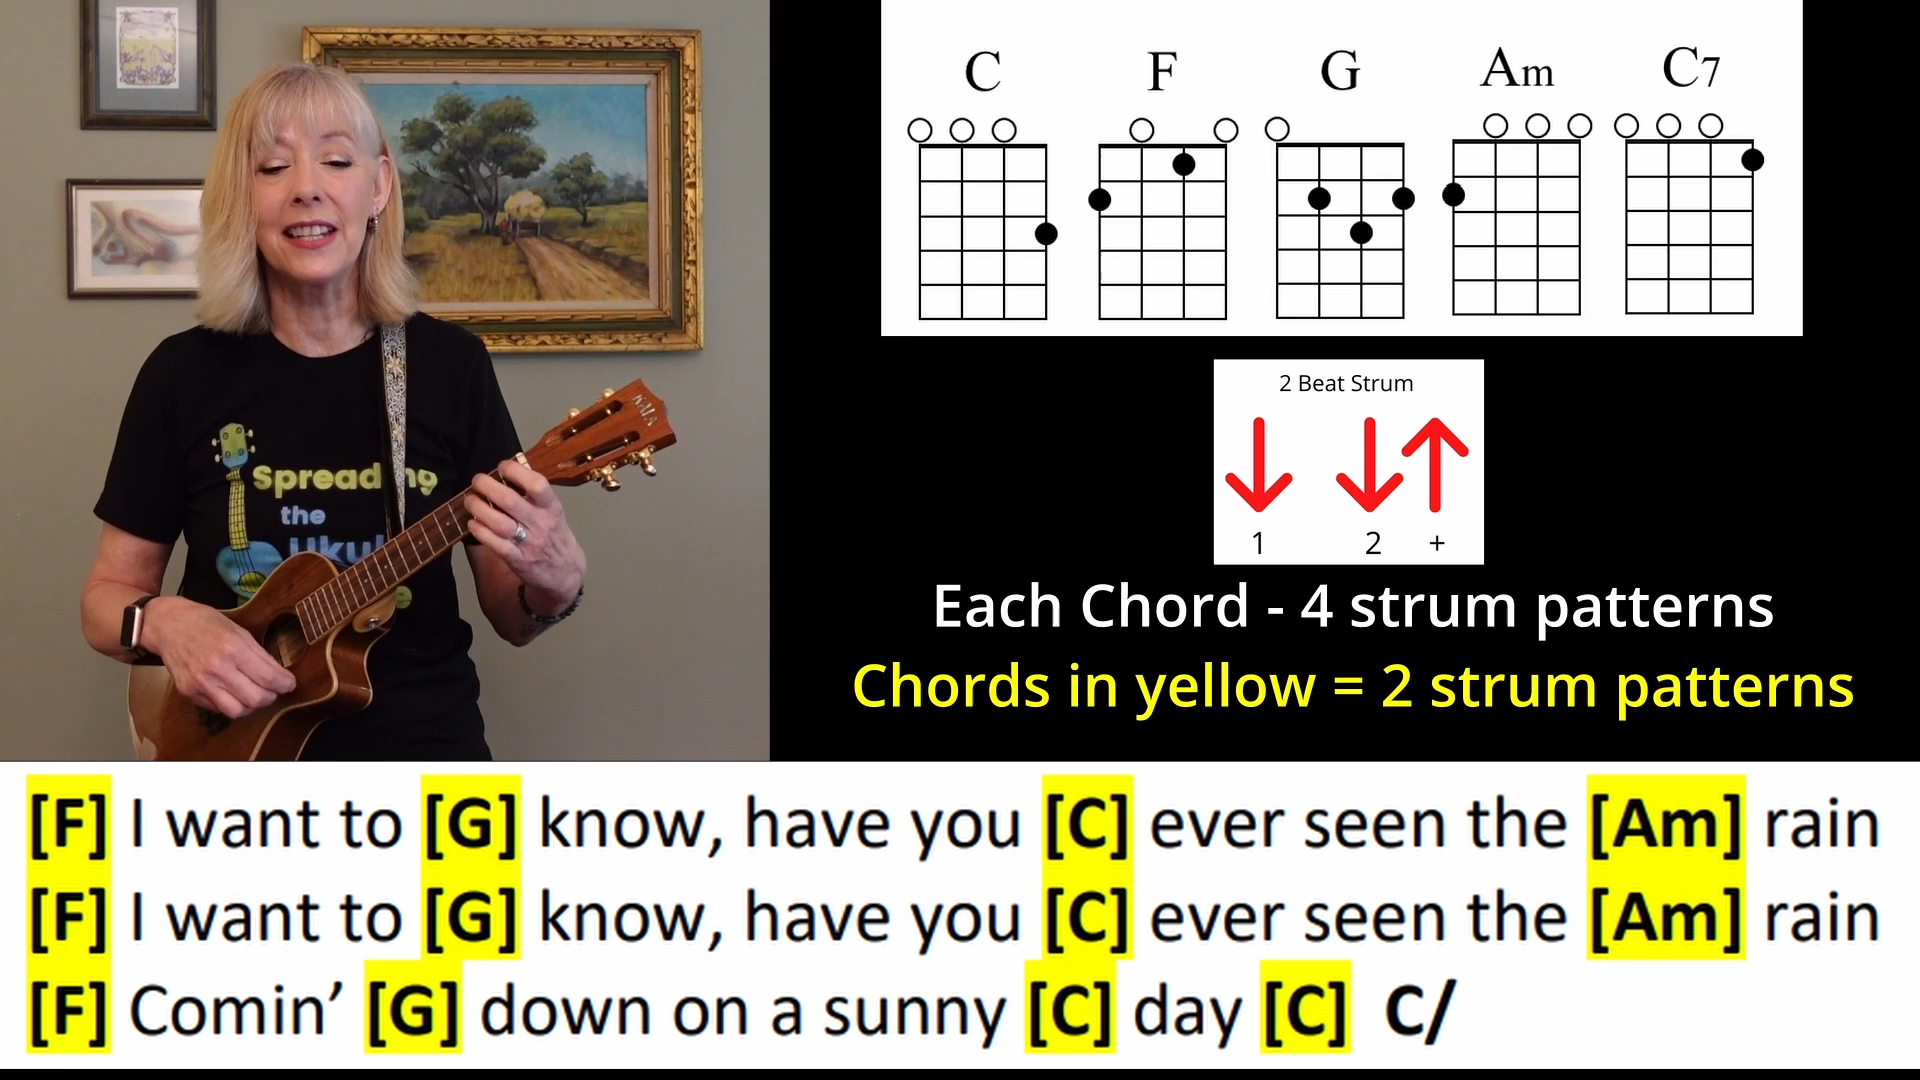 C F G Am C7
KALA
Spreading
the
2 Beat Strum
1 2 +
Each Chord - 4 strum patterns
Chords in yellow = 2 strum patterns
[F] I want to [G] know, have you [C] ever seen the [Am] rain
[F] I want to [G] know, have you [C] ever seen the [Am] rain
[F] Comin’ [G] down on a sunny [C] day [C] C/